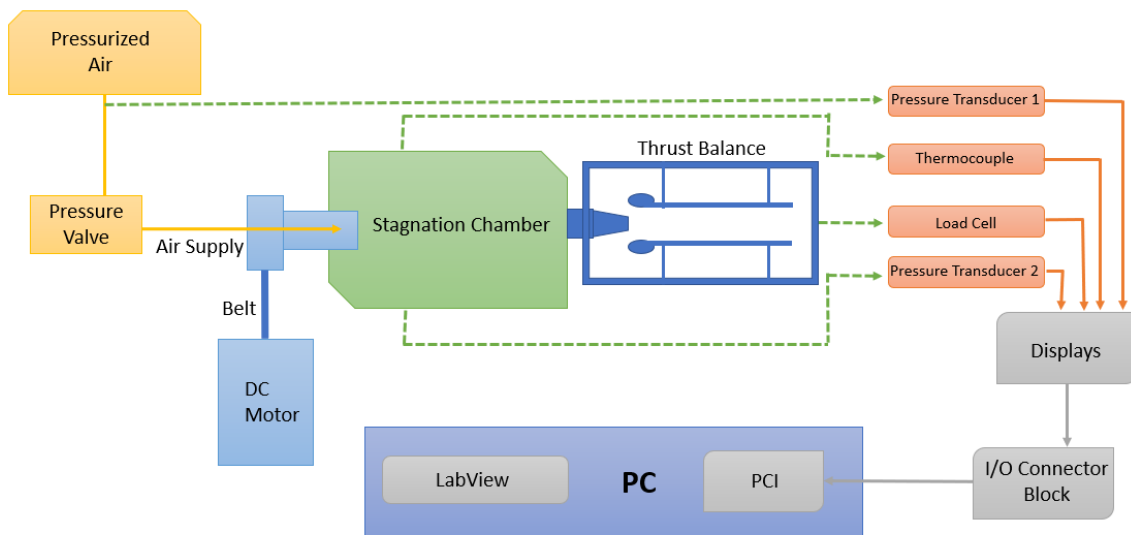 Pressurized
Air
Pressure Transducer 1
Thrust Balance
Thermocouple
Pressure
Valve
Stagnation Chamber
Load Cell
Air Supply
Pressure Transducer 2
Belt
Displays
DC
Motor
LabView
PC
PCI
I/O Connector
Block